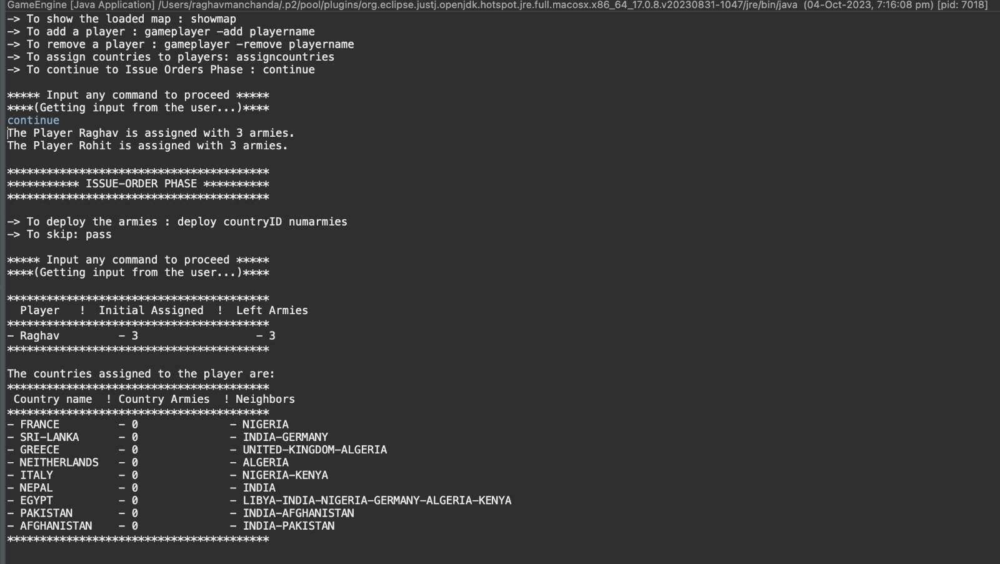 GameEngine [Java Application] /Users/raghavmanchanda/.p2/pool/plugins/org.eclipse.justj.openjdk.hotspot.jre.full.macosx.x86_64_17.0.8.v20230831-1047/jre/bin/java (04-Oct-2023, 7:16:08 pm) [pid: 7018]
-> To show the loaded map : showmap
-> To add a player : gameplayer -add playername
-> To remove a player : gameplayer -remove playername
-> To assign countries to players: assigncountries
-> To continue to Issue Orders Phase : continue
***** Input any command to proceed *****
****(Getting input from the user...)****
continue
The Player Raghav is assigned with 3 armies.
The Player Rohit is assigned with 3 armies.
****************************************
*********** ISSUE-ORDER PHASE **********
****************************************
-> To deploy the armies : deploy countryID numarmies
-> To skip: pass
***** Input any command to proceed *****
****(Getting input from the user...)****
****************************************
  Player   !  Initial Assigned  !  Left Armies
****************************************
- Raghav         - 3                  - 3
****************************************
The countries assigned to the player are:
****************************************
 Country name  ! Country Armies  ! Neighbors
****************************************
- FRANCE         - 0              - NIGERIA
- SRI-LANKA      - 0              - INDIA-GERMANY
- GREECE         - 0              - UNITED-KINGDOM-ALGERIA
- NEITHERLANDS   - 0              - ALGERIA
- ITALY          - 0              - NIGERIA-KENYA
- NEPAL          - 0              - INDIA
- EGYPT          - 0              - LIBYA-INDIA-NIGERIA-GERMANY-ALGERIA-KENYA
- PAKISTAN       - 0              - INDIA-AFGHANISTAN
- AFGHANISTAN    - 0              - INDIA-PAKISTAN
****************************************